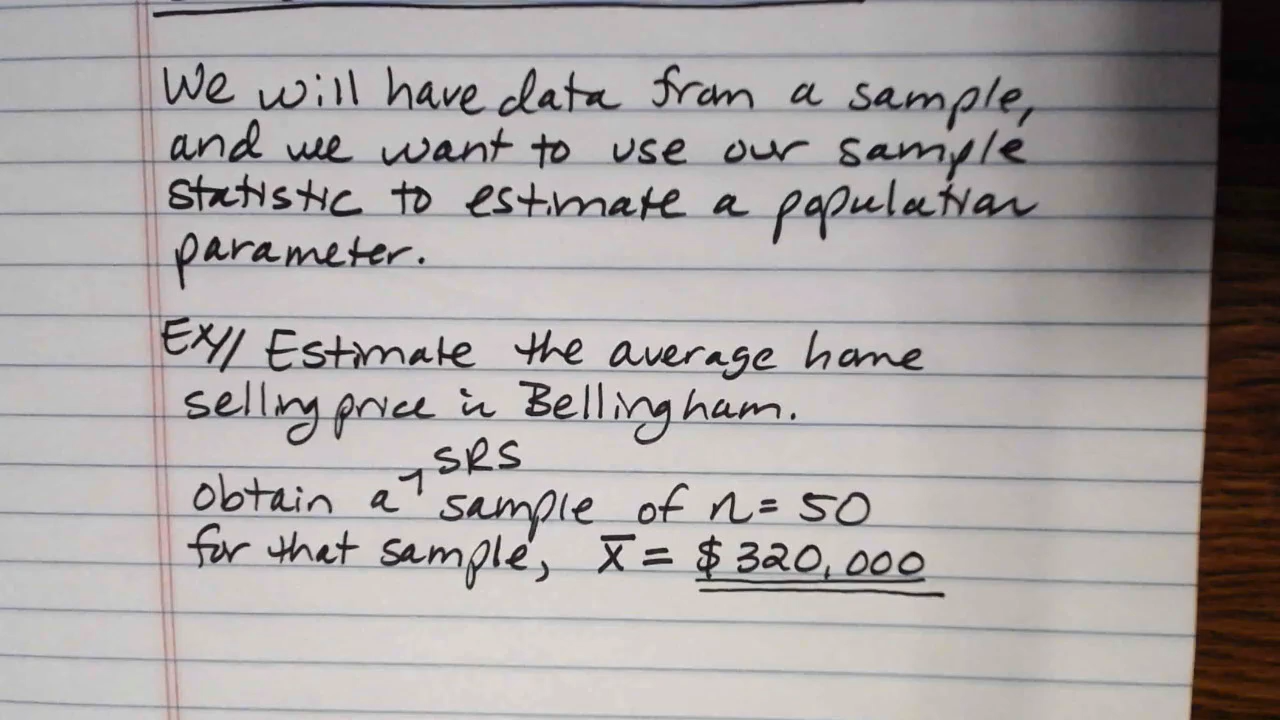 We will have data from a sample,
and we want to use our sample
statistic to estimate a population
parameter.
EX// Estimate the average home
selling price in Bellingham.
SRS
obtain a sample of n = 50
for that sample, x̅ = $320,000